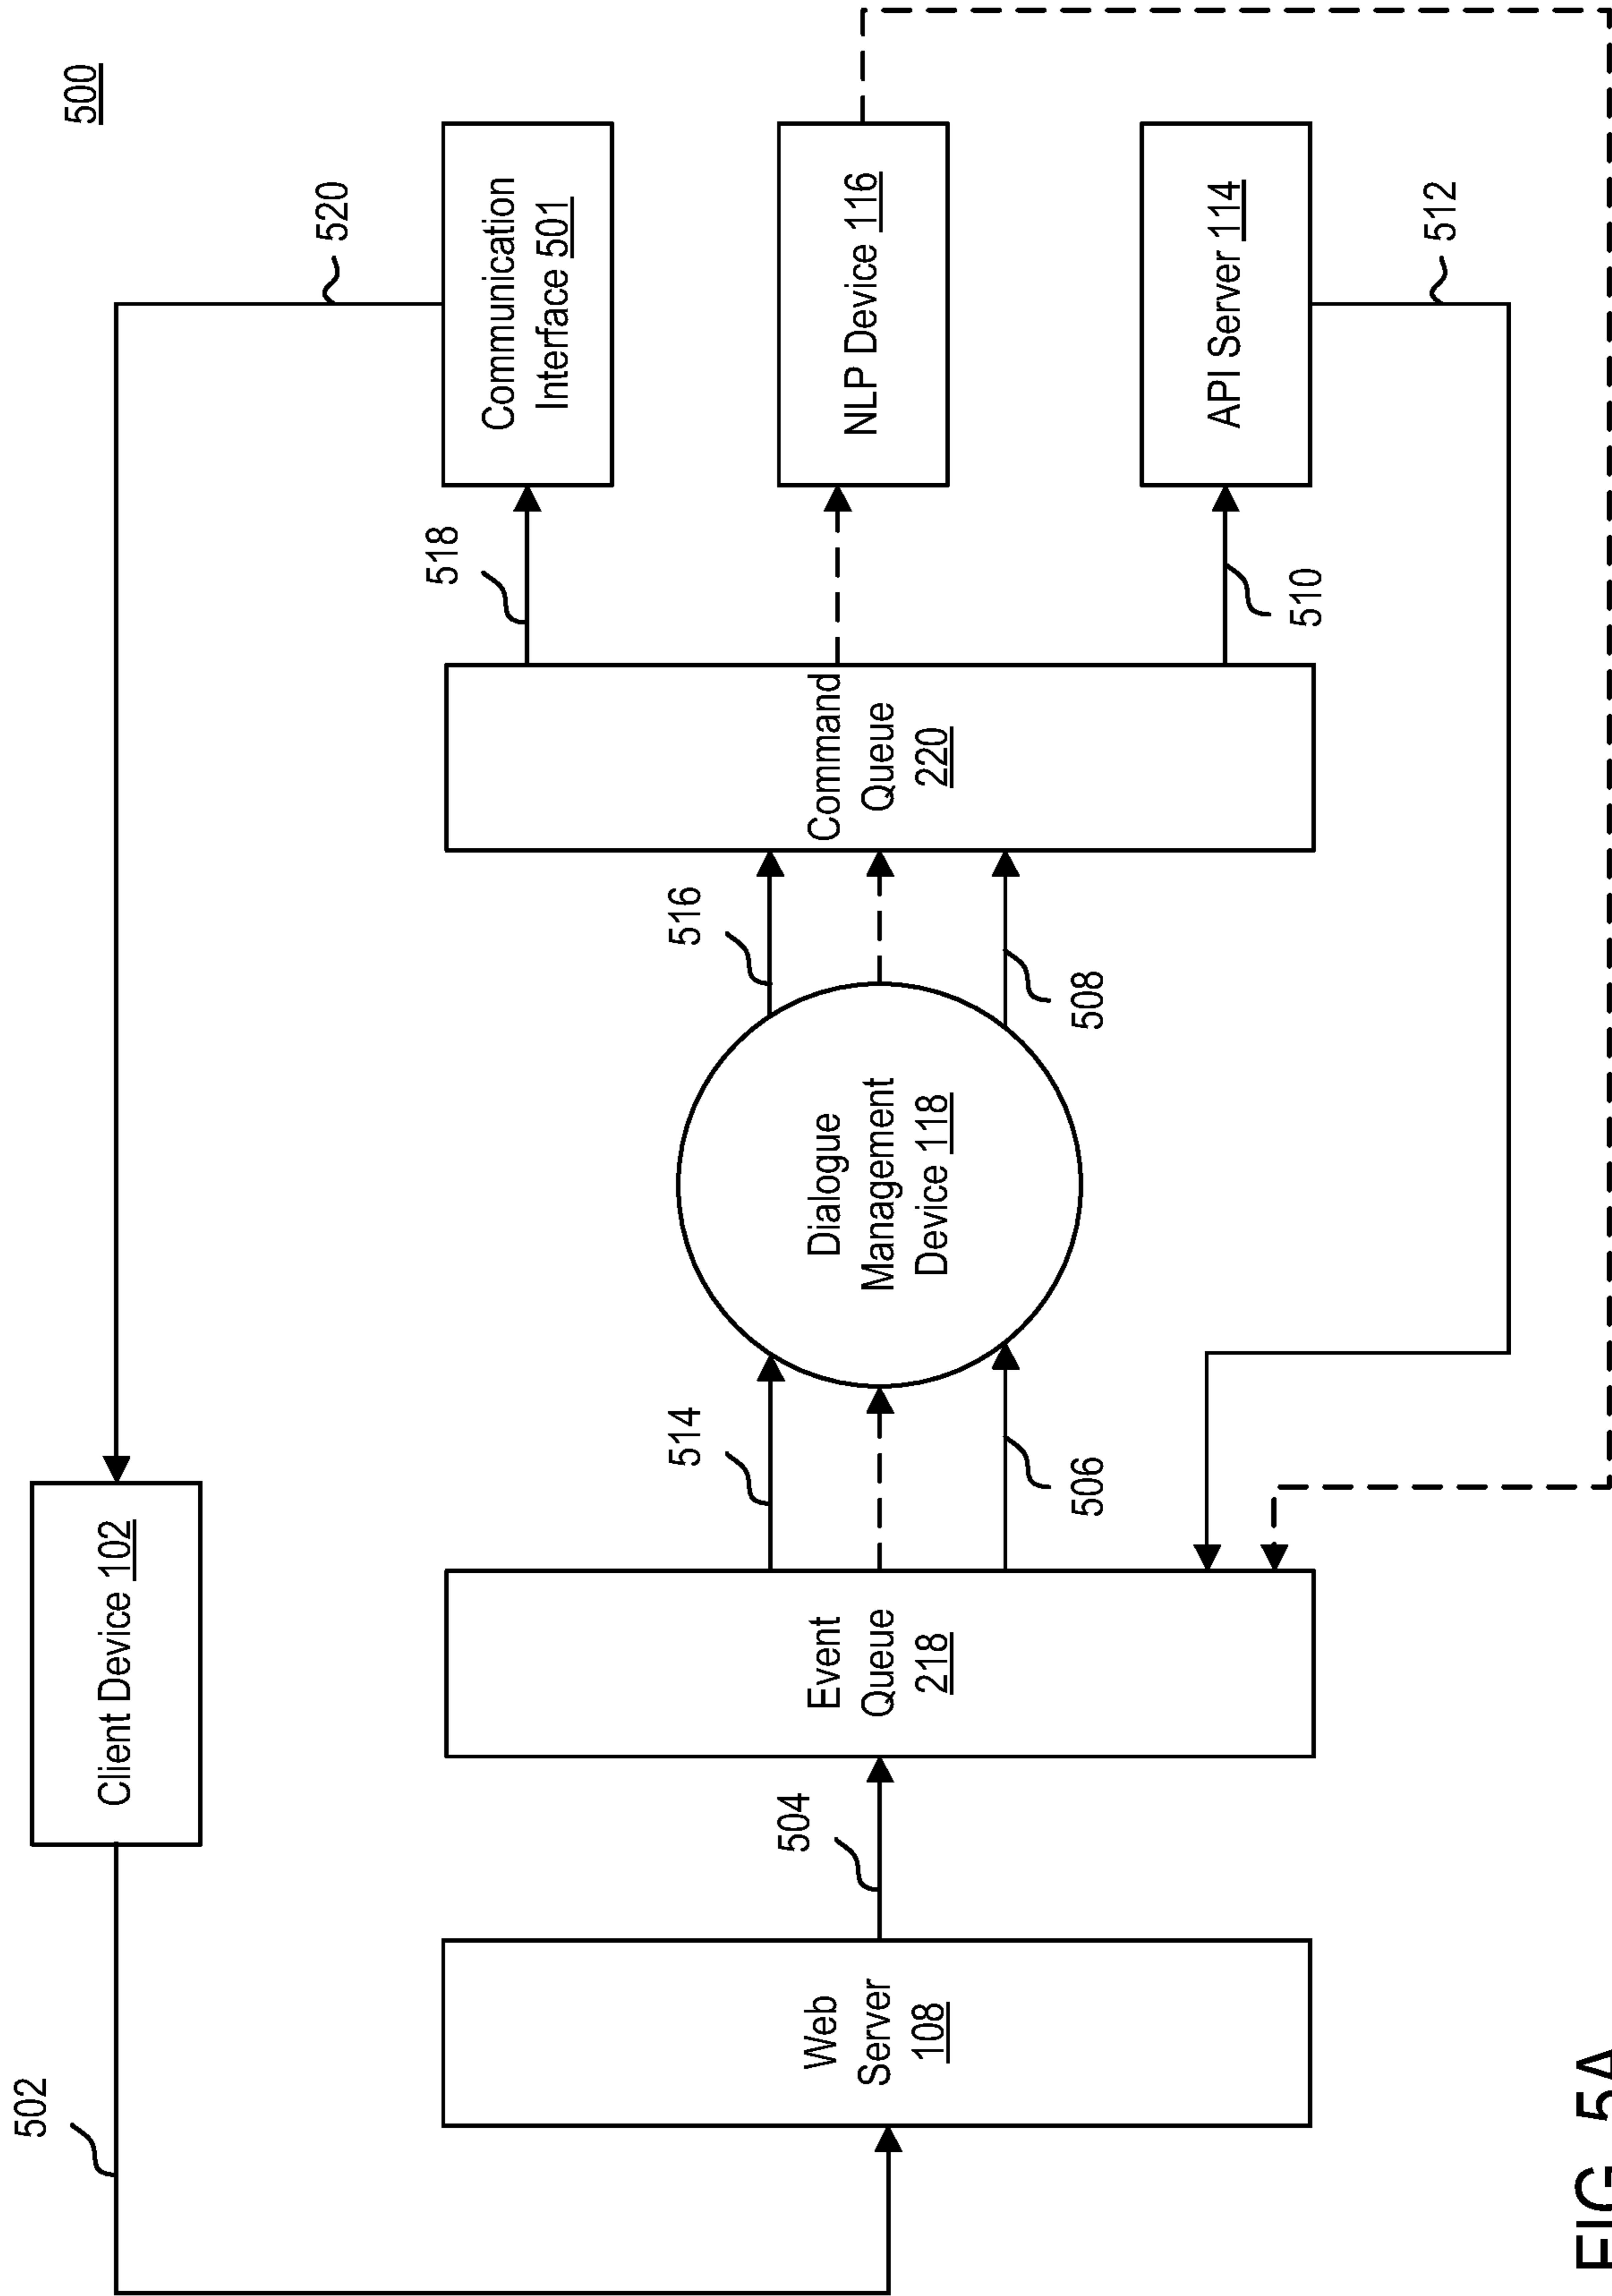 500
502
Client Device 102
520
Web
Server
108
504
Event
Queue
218
514
506
Dialogue
Management
Device 118
516
508
Command
Queue
220
518
510
Communication
Interface 501
NLP Device 116
API Server 114
512
FIG. 5A